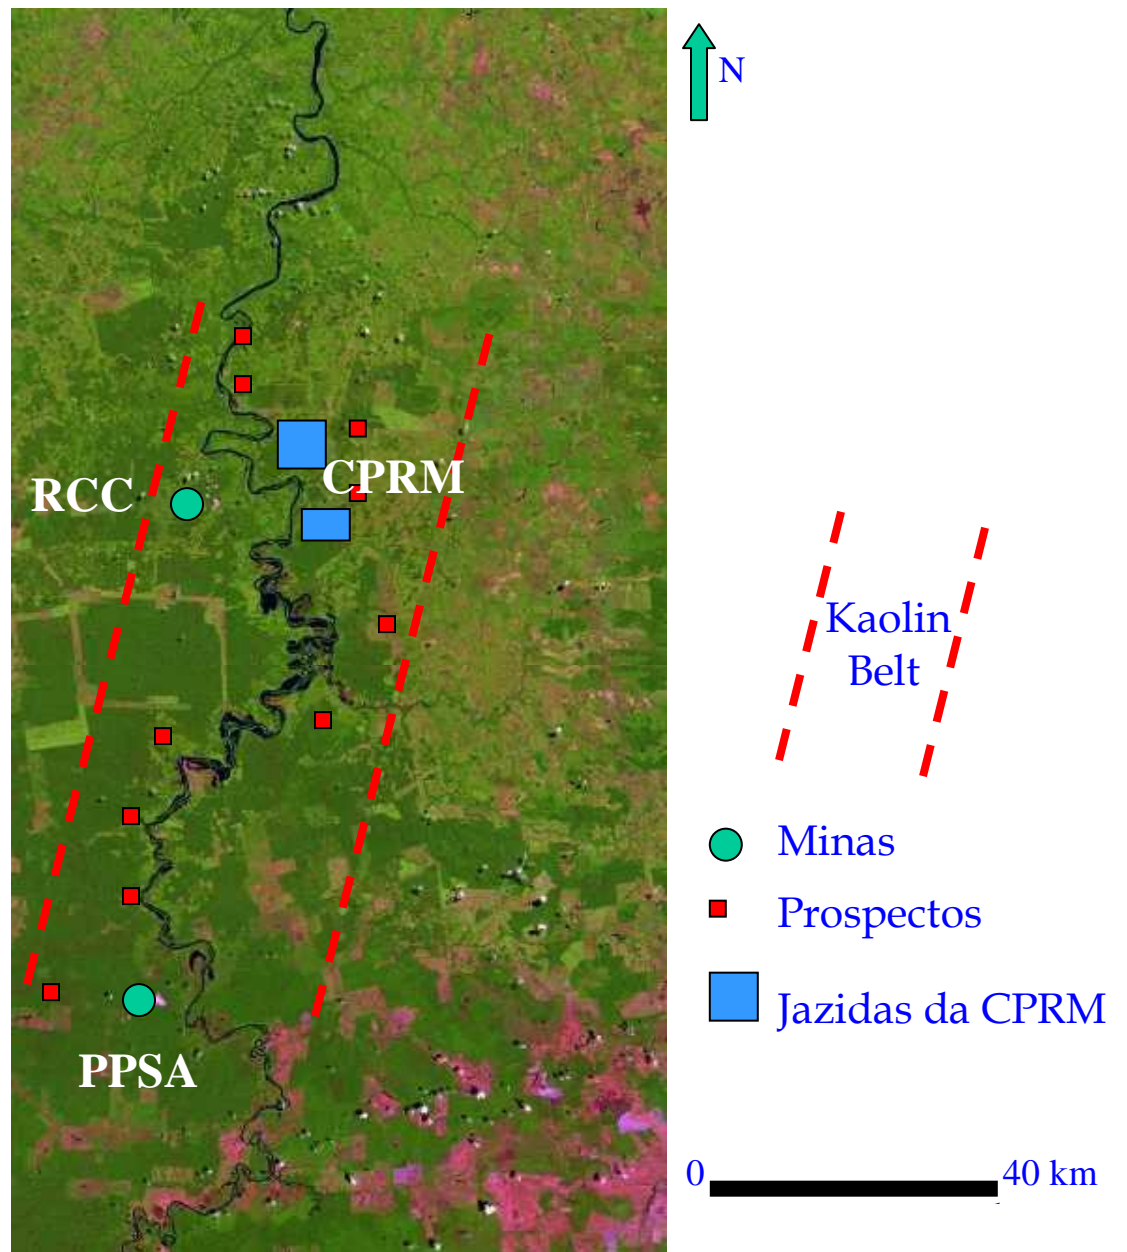 N
RCC
CPRM
PPSA
Kaolin
Belt
Minas
Prospectos
Jazidas da CPRM
0
40 km